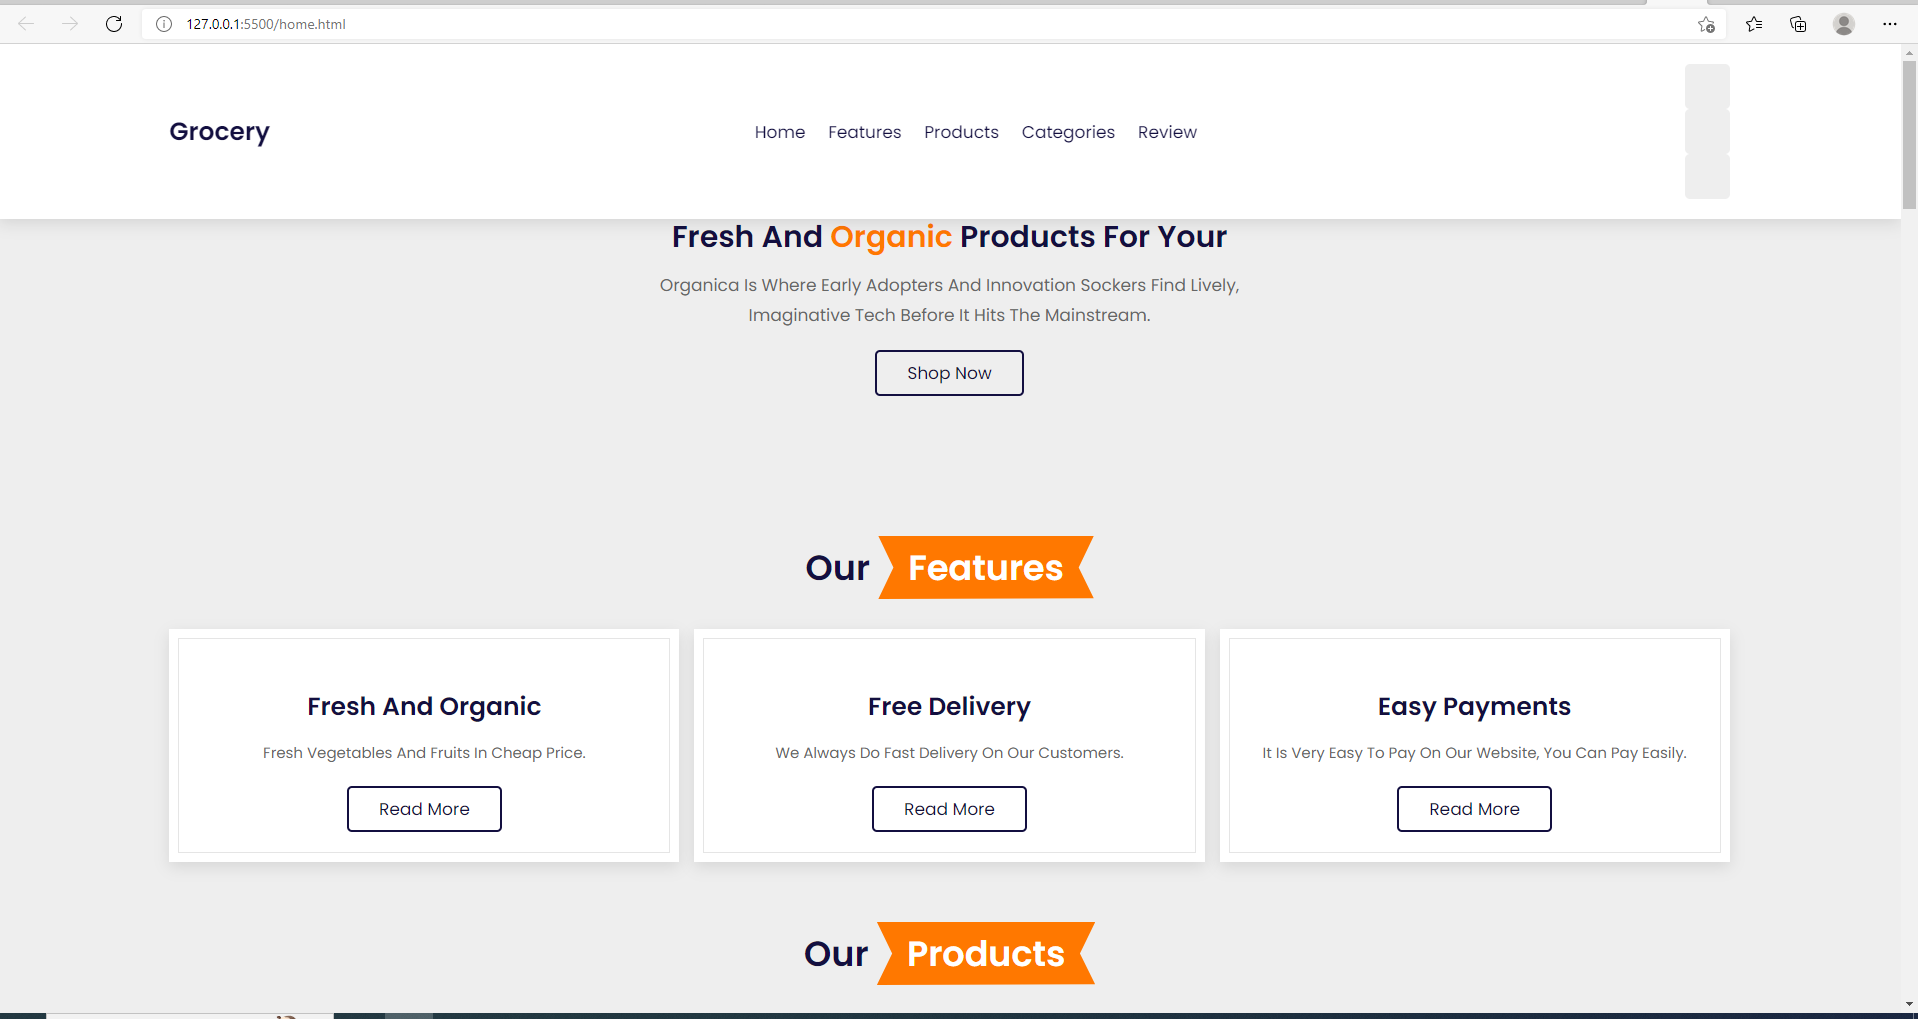 127.0.0.1:5500/home.html
Grocery
Home Features Products Categories Review
Fresh And Organic Products For Your
Organica Is Where Early Adopters And Innovation Sockers Find Lively,
Imaginative Tech Before It Hits The Mainstream.
Shop Now
Our Features
Fresh And Organic
Fresh Vegetables And Fruits In Cheap Price.
Read More
Free Delivery
We Always Do Fast Delivery On Our Customers.
Read More
Easy Payments
It Is Very Easy To Pay On Our Website, You Can Pay Easily.
Read More
Our Products